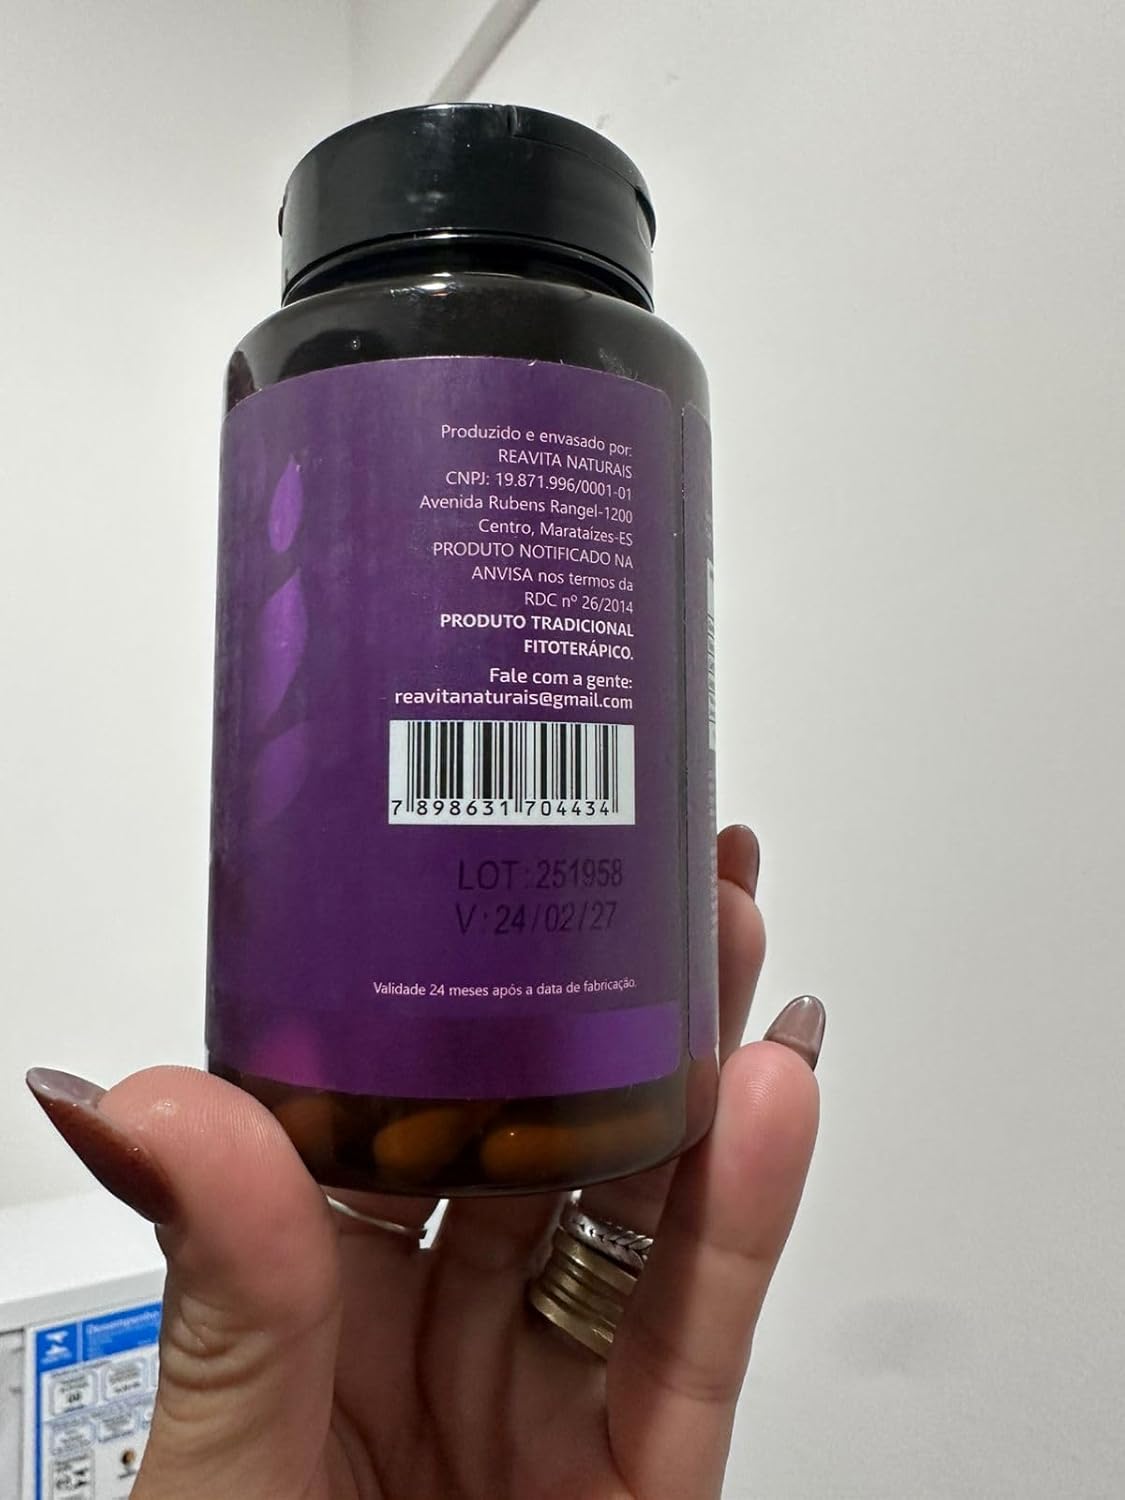 Produzido e envasado por:
REAVITA NATURAIS
CNPJ: 19.871.996/0001-01
Avenida Rubens Rangel-1200
Centro, Marataízes-ES
PRODUTO NOTIFICADO NA
ANVISA nos termos da
RDC nº 26/2014
PRODUTO TRADICIONAL
FITOTERÁPICO.
Fale com a gente:
reavitanaturais@gmail.com
7 898631 704434
LOT:251958
V:24/02/27
Validade 24 meses após a data de fabricação.